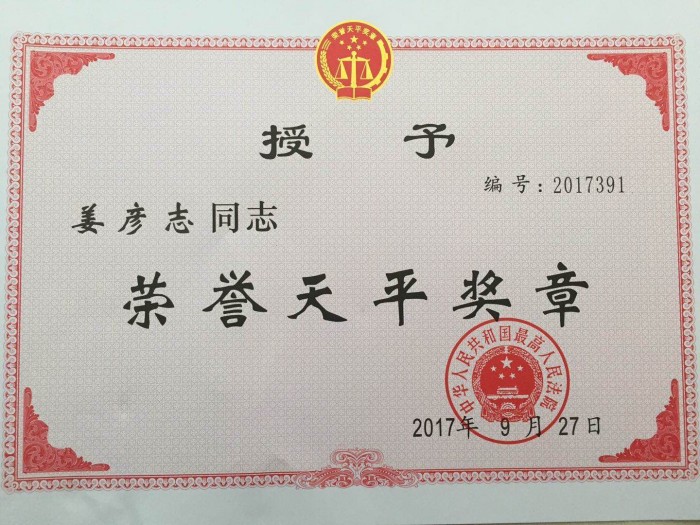 荣誉天平奖章
授 予
编 号：2017391
姜彦志同志
荣誉天平奖章
中华人民共和国最高人民法院
2017年 9 月 27日